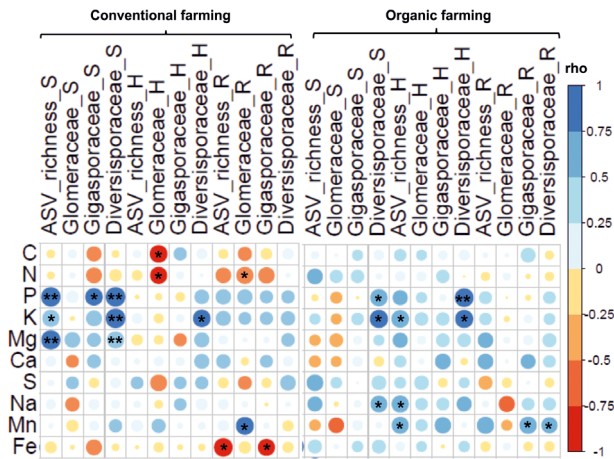 Conventional farming
Organic farming
ASV_richness_S
Glomeraceae_S
Gigasporaceae_S
Diversisporaceae_S
ASV_richness_H
Glomeraceae_H
Gigasporaceae_H
Diversisporaceae_H
ASV_richness_R
Glomeraceae_R
Gigasporaceae_R
Diversisporaceae_R
ASV_richness_S
Glomeraceae_S
Gigasporaceae_S
Diversisporaceae_S
ASV_richness_H
Glomeraceae_H
Gigasporaceae_H
Diversisporaceae_H
ASV_richness_R
Glomeraceae_R
Gigasporaceae_R
Diversisporaceae_R
rho
C *
N * *
P ** * ** * **
K * ** * * * *
Mg ** **
Ca
S
Na * *
Mn * * * *
Fe * *
1
0.75
0.5
0.25
0
-0.25
-0.5
-0.75
-1